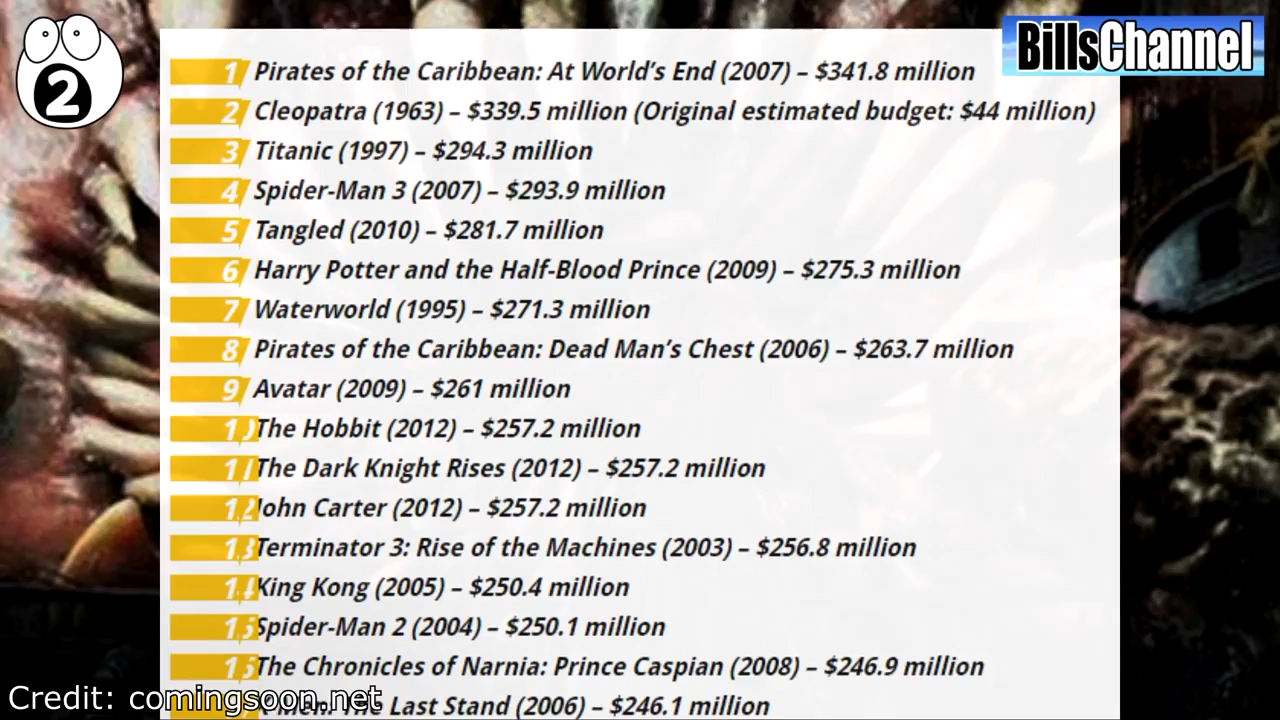 2
BillsChannel
1 Pirates of the Caribbean: At World's End (2007) – $341.8 million
2 Cleopatra (1963) – $339.5 million (Original estimated budget: $44 million)
3 Titanic (1997) – $294.3 million
4 Spider-Man 3 (2007) – $293.9 million
5 Tangled (2010) – $281.7 million
6 Harry Potter and the Half-Blood Prince (2009) – $275.3 million
7 Waterworld (1995) – $271.3 million
8 Pirates of the Caribbean: Dead Man's Chest (2006) – $263.7 million
9 Avatar (2009) – $261 million
10 The Hobbit (2012) – $257.2 million
11 The Dark Knight Rises (2012) – $257.2 million
12 John Carter (2012) – $257.2 million
13 Terminator 3: Rise of the Machines (2003) – $256.8 million
14 King Kong (2005) – $250.4 million
15 Spider-Man 2 (2004) – $250.1 million
The Chronicles of Narnia: Prince Caspian (2008) – $246.9 million
The Last Stand (2006) – $246.1 million
Credit: comingsoon.net